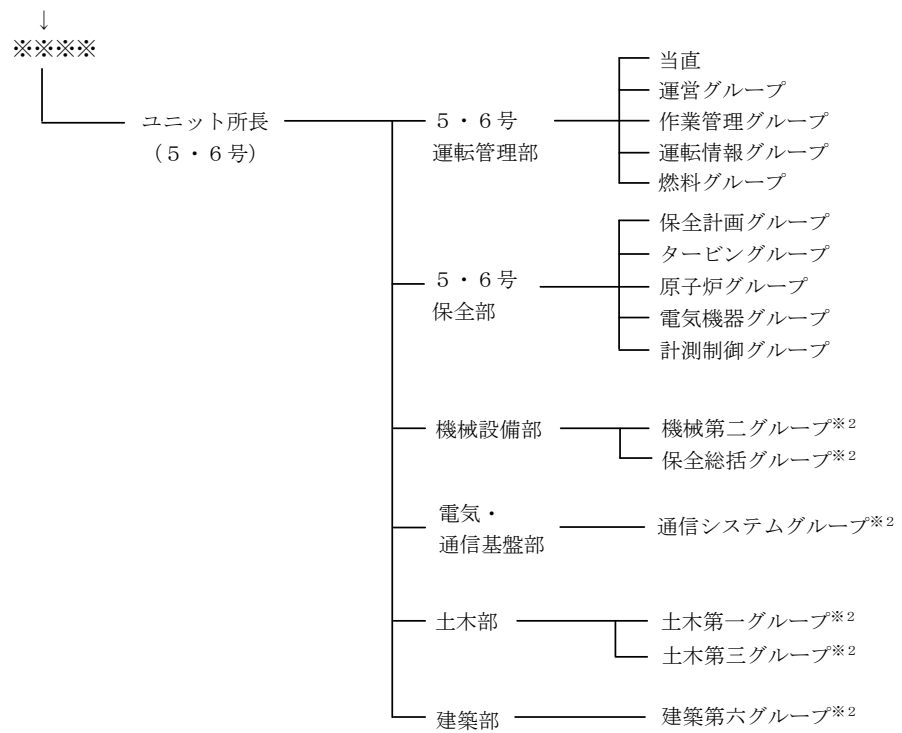 ↓
※※※※
ユニット所長
（５・６号）
５・６号
運転管理部
当直
運営グループ
作業管理グループ
運転情報グループ
燃料グループ
５・６号
保全部
保全計画グループ
タービングループ
原子炉グループ
電気機器グループ
計測制御グループ
機械設備部
機械第二グループ※２
保全総括グループ※２
電気・
通信基盤部
通信システムグループ※２
土木部
土木第一グループ※２
土木第三グループ※２
建築部
建築第六グループ※２